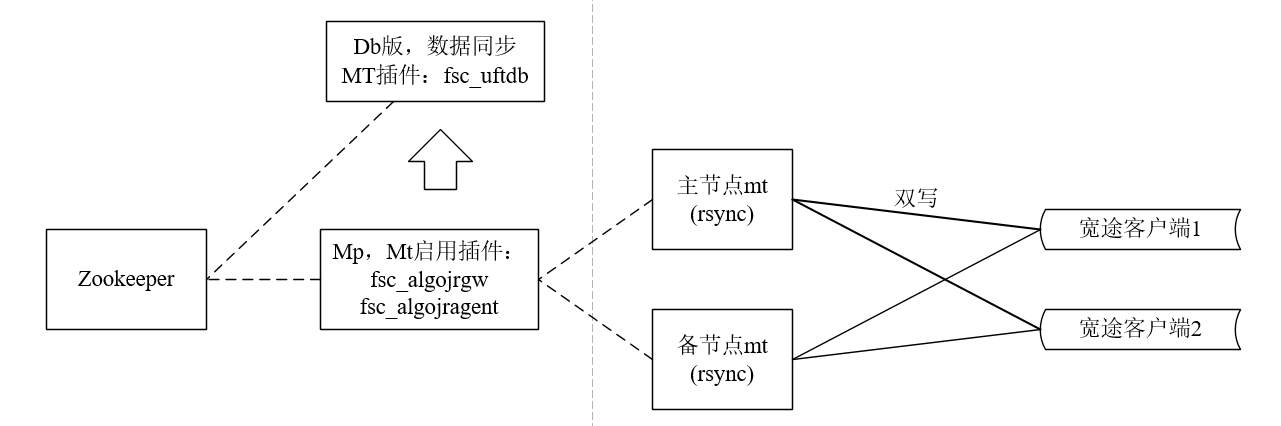 Db版，数据同步
MT插件：fsc_uftdb
Zookeeper
Mp，Mt启用插件：
fsc_algojrgw
fsc_algojragent
主节点mt
(rsync)
备节点mt
(rsync)
双写
宽途客户端1
宽途客户端2